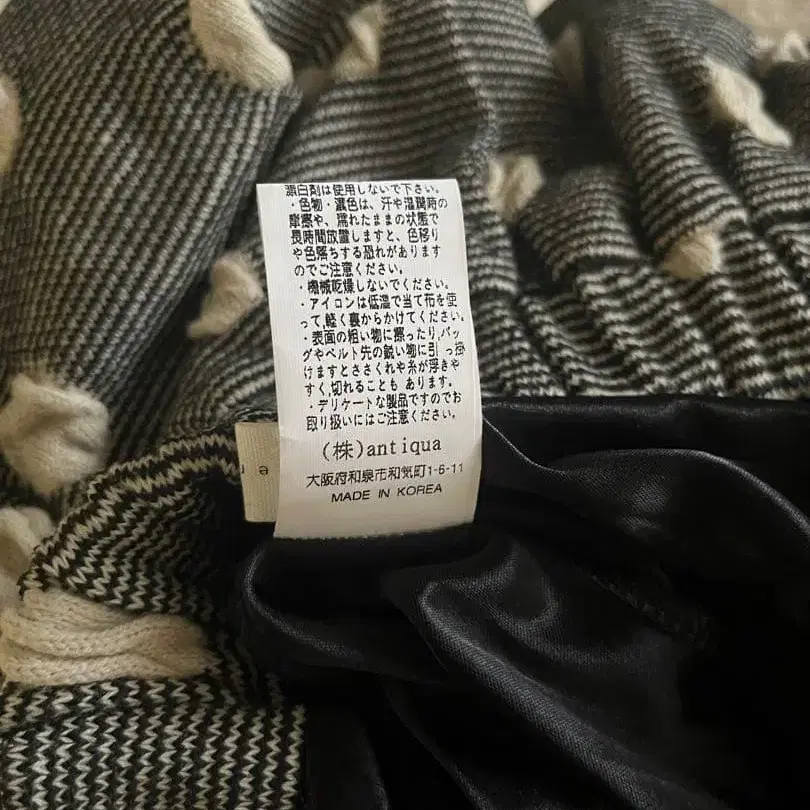 漂白剤は使用しないで下さい。
・色物・濃色は、汗や湿潤時の
摩擦や、濡れたままの状態で
長時間放置しますと、色移り
や色落ちする恐れがあります
のでご注意ください。
・機械乾燥しないでください。
・アイロンは低温で当て布を使
って,軽く裏からかけてください。
・表面の粗い物に擦ったり,バッ
グやベルト先の鋭い物に引っ掛
けますとささくれや糸が浮きや
すく,切れることも あります。
・デリケートな製品ですのでお
取り扱いにはご注意ください。
(株)antiqua
大阪府和泉市和気町1-6-11
MADE IN KOREA